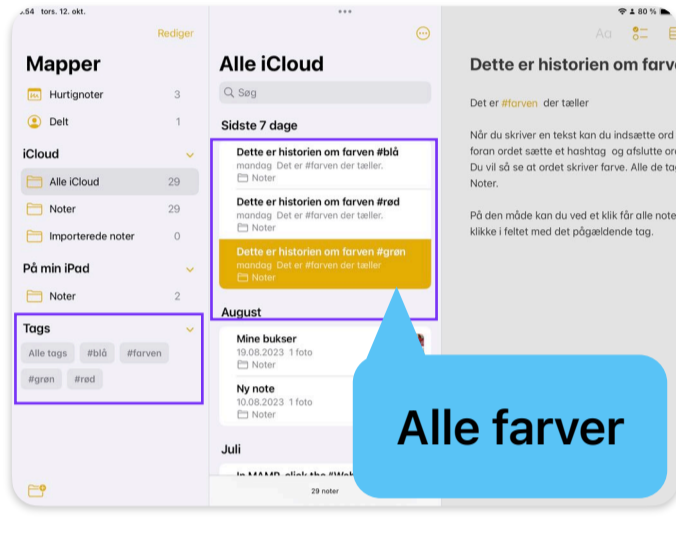 .54 tors. 12. okt.
80 %
Rediger
Mapper
Hurtignoter 3
Delt 1
iCloud
Alle iCloud 29
Noter 29
Importerede noter 0
På min iPad
Noter 2
Tags
Alle tags #blå #farven
#grøn #rød
Alle iCloud
Søg
Sidste 7 dage
Dette er historien om farven #blå
mandag Det er #farven der tæller.
Noter
Dette er historien om farven #rød
mandag Det er #farven der tæller.
Noter
Dette er historien om farven #grøn
mandag Det er #farven der tæller
Noter
August
Mine bukser
19.08.2023 1 foto
Noter
Ny note
10.08.2023 1 foto
Noter
Juli
29 noter
Aa
Dette er historien om farv
Det er #farven der tæller
Når du skriver en tekst kan du indsætte ord
foran ordet sætte et hashtag og afslutte or
Du vil så se at ordet skriver farve. Alle de ta
Noter.
På den måde kan du ved et klik får alle note
klikke i feltet med det pågældende tag.
Alle farver